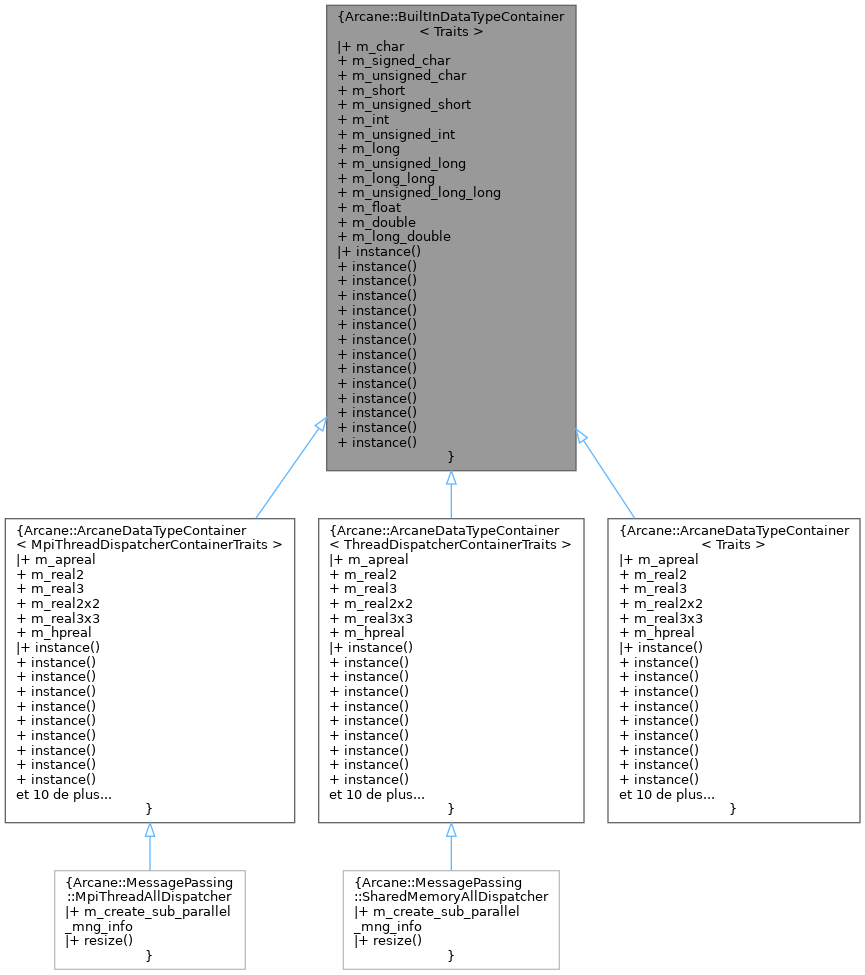 {Arcane::BuiltInDataTypeContainer
< Traits >
|+ m_char
+ m_signed_char
+ m_unsigned_char
+ m_short
+ m_unsigned_short
+ m_int
+ m_unsigned_int
+ m_long
+ m_unsigned_long
+ m_long_long
+ m_unsigned_long_long
+ m_float
+ m_double
+ m_long_double
|+ instance()
+ instance()
+ instance()
+ instance()
+ instance()
+ instance()
+ instance()
+ instance()
+ instance()
+ instance()
+ instance()
+ instance()
+ instance()
+ instance()
}
{Arcane::ArcaneDataTypeContainer
< MpiThreadDispatcherContainerTraits >
|+ m_apreal
+ m_real2
+ m_real3
+ m_real2x2
+ m_real3x3
+ m_hpreal
|+ instance()
+ instance()
+ instance()
+ instance()
+ instance()
+ instance()
+ instance()
+ instance()
+ instance()
+ instance()
et 10 de plus...
}
{Arcane::ArcaneDataTypeContainer
< ThreadDispatcherContainerTraits >
|+ m_apreal
+ m_real2
+ m_real3
+ m_real2x2
+ m_real3x3
+ m_hpreal
|+ instance()
+ instance()
+ instance()
+ instance()
+ instance()
+ instance()
+ instance()
+ instance()
+ instance()
+ instance()
et 10 de plus...
}
{Arcane::ArcaneDataTypeContainer
< Traits >
|+ m_apreal
+ m_real2
+ m_real3
+ m_real2x2
+ m_real3x3
+ m_hpreal
|+ instance()
+ instance()
+ instance()
+ instance()
+ instance()
+ instance()
+ instance()
+ instance()
+ instance()
+ instance()
et 10 de plus...
}
{Arcane::MessagePassing
::MpiThreadAllDispatcher
|+ m_create_sub_parallel
_mng_info
|+ resize()
}
{Arcane::MessagePassing
::SharedMemoryAllDispatcher
|+ m_create_sub_parallel
_mng_info
|+ resize()
}